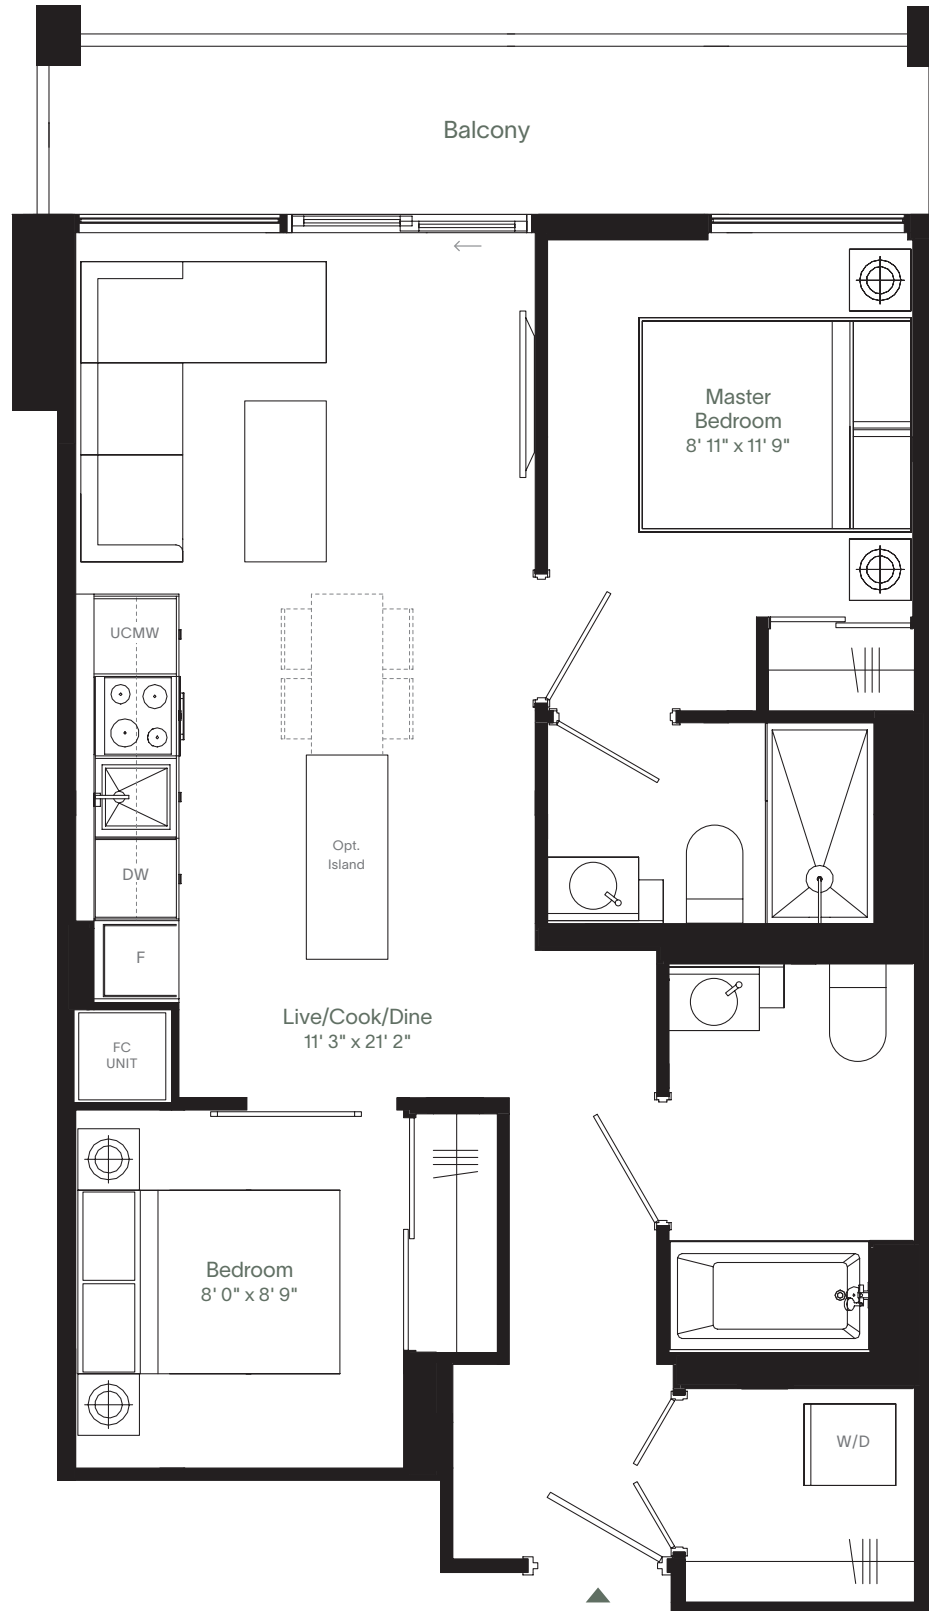 Balcony
Master
Bedroom
8' 11" x 11' 9"
UCMW
DW
Opt.
Island
F
Live/Cook/Dine
11' 3" x 21' 2"
FC
UNIT
Bedroom
8' 0" x 8' 9"
W/D